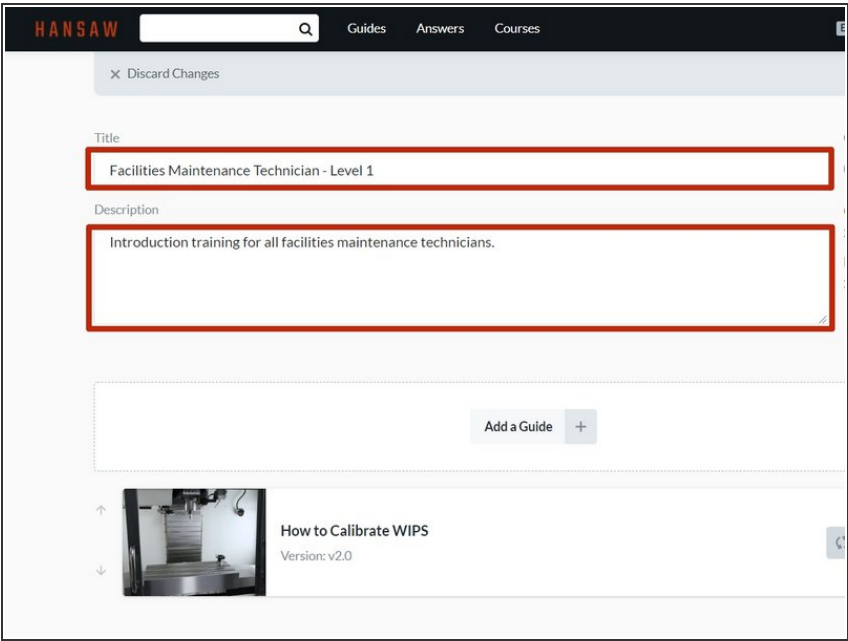 HANSAW
Guides Answers Courses
Discard Changes
Title
Facilities Maintenance Technician - Level 1
Description
Introduction training for all facilities maintenance technicians.
Add a Guide +
How to Calibrate WIPS
Version: v2.0